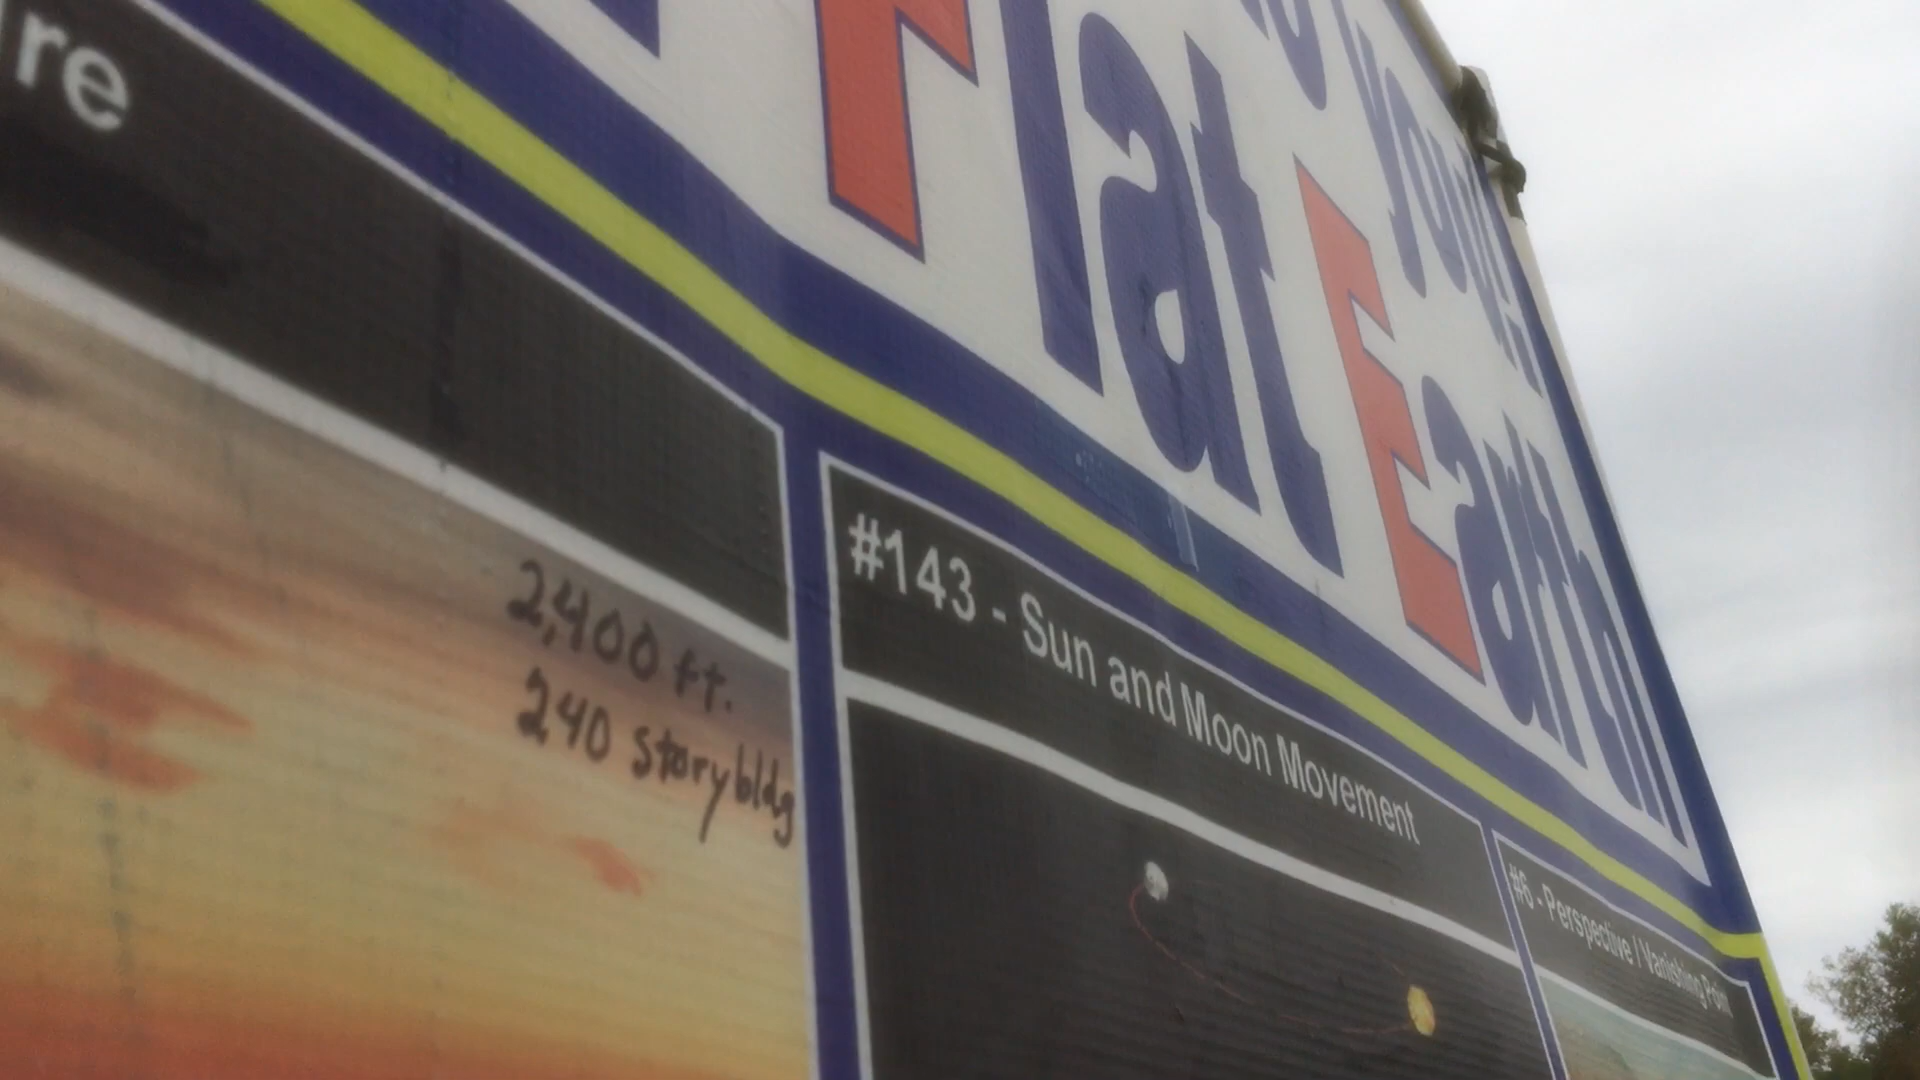 Flat Earth
re
2,400 ft.
240 story bldg
#143 - Sun and Moon Movement
#6 - Perspective / Vanishing Point